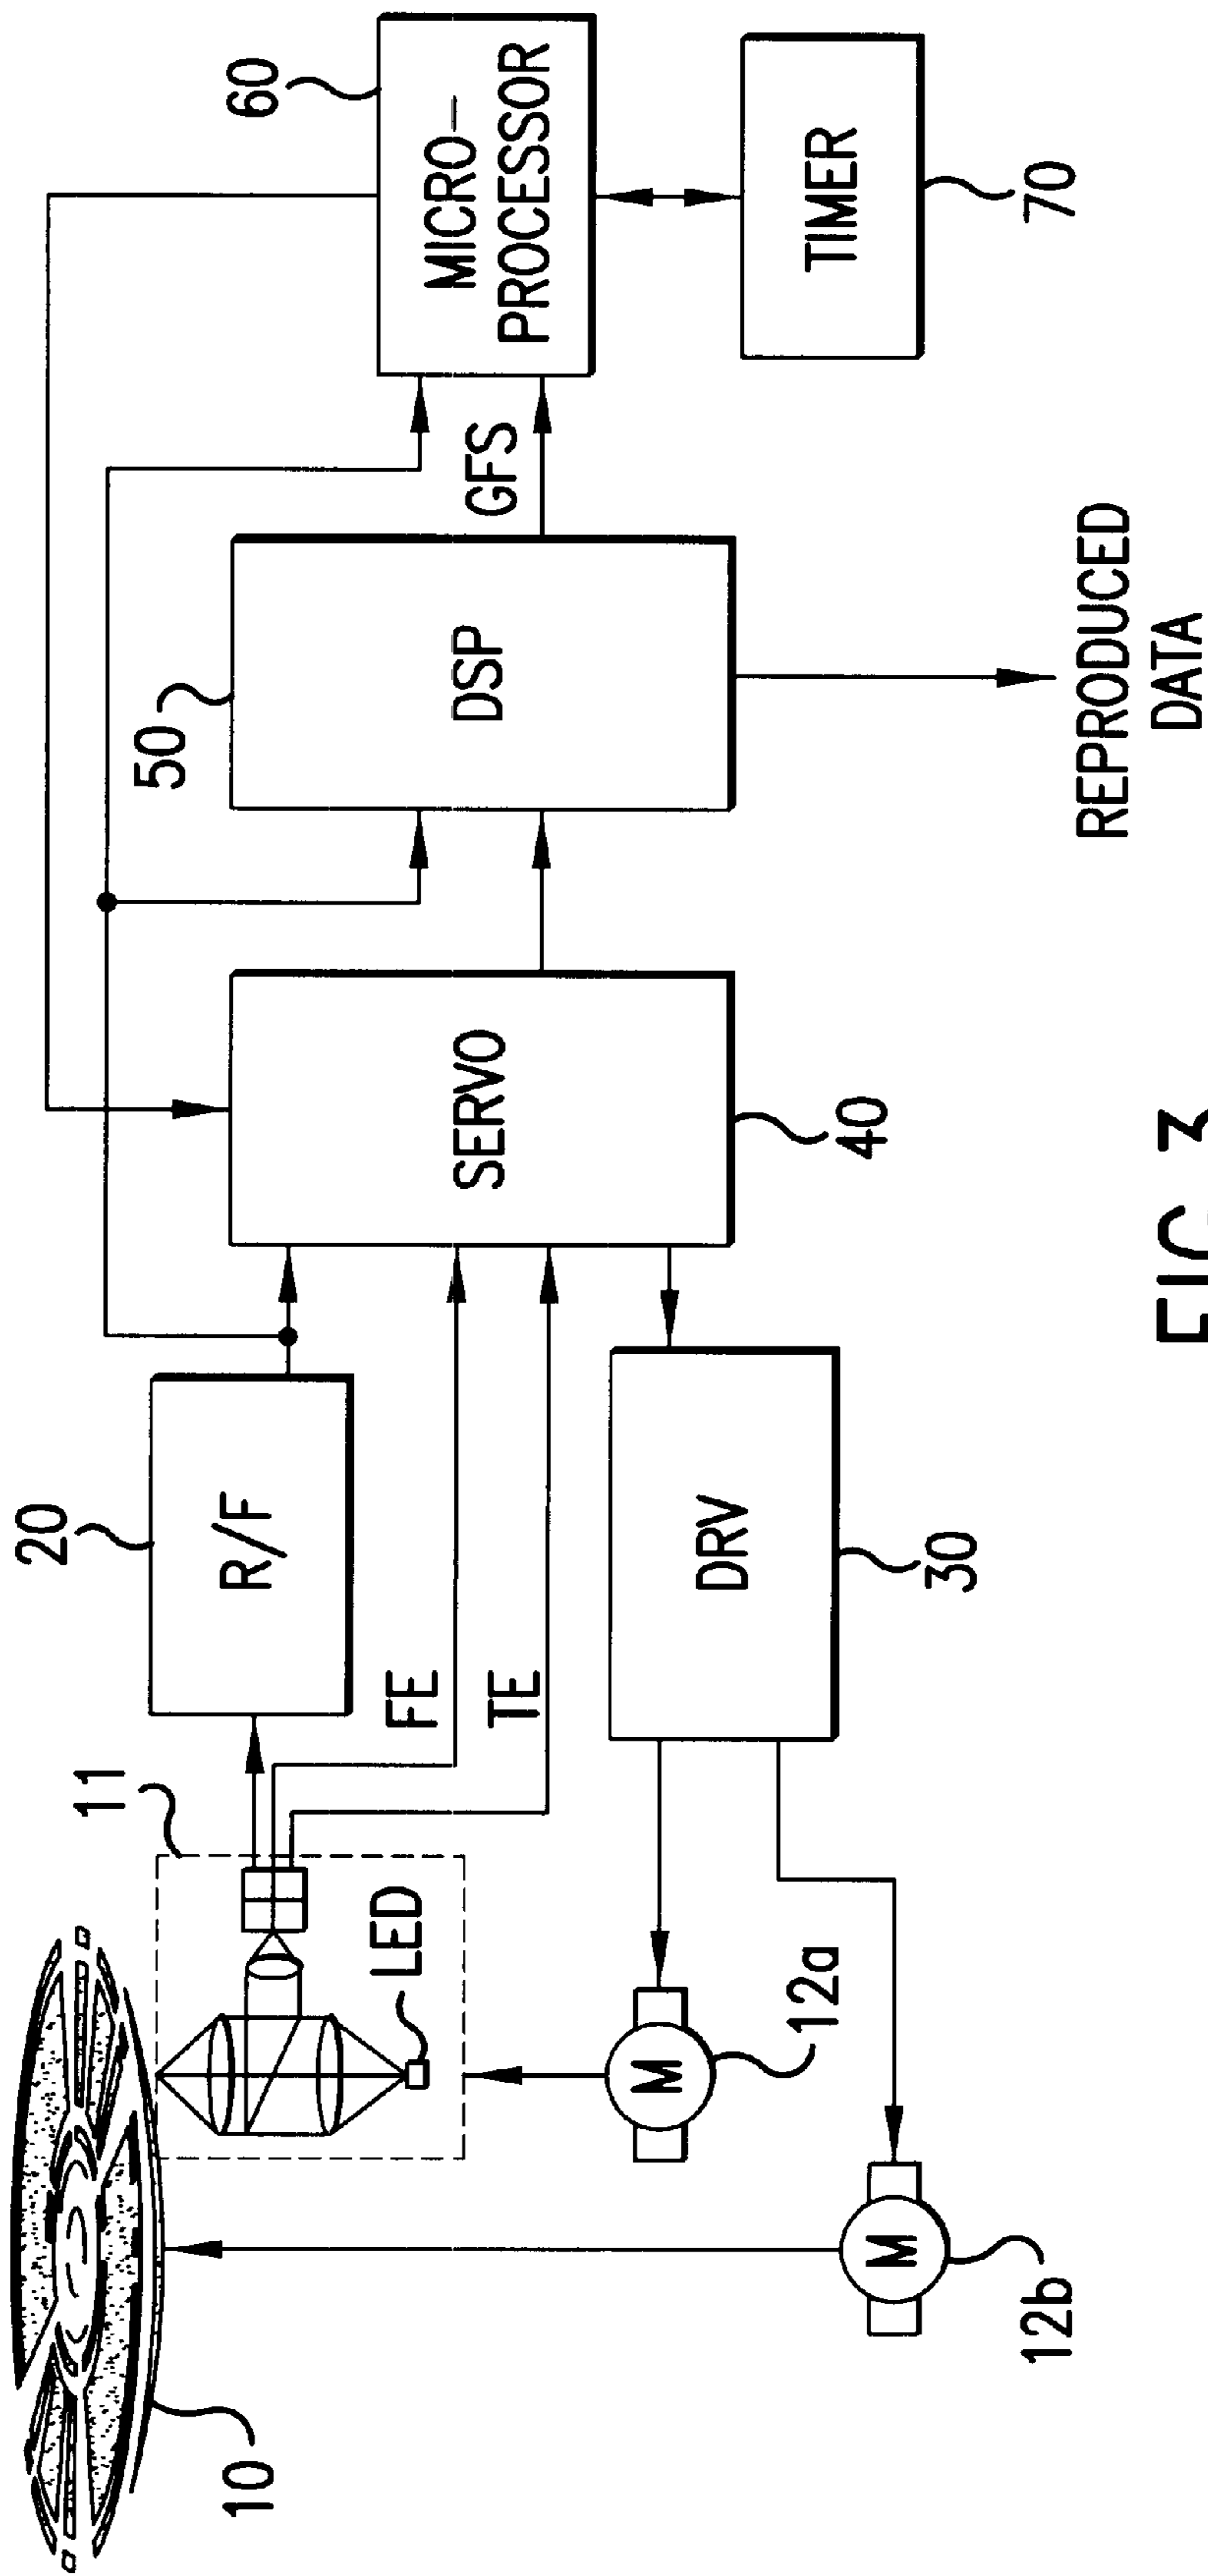 10
11
LED
20
R/F
FE
TE
12a
M
12b
M
DRV
30
SERVO
40
50
DSP
GFS
REPRODUCED
DATA
60
MICRO-
PROCESSOR
TIMER
70
FIG.3